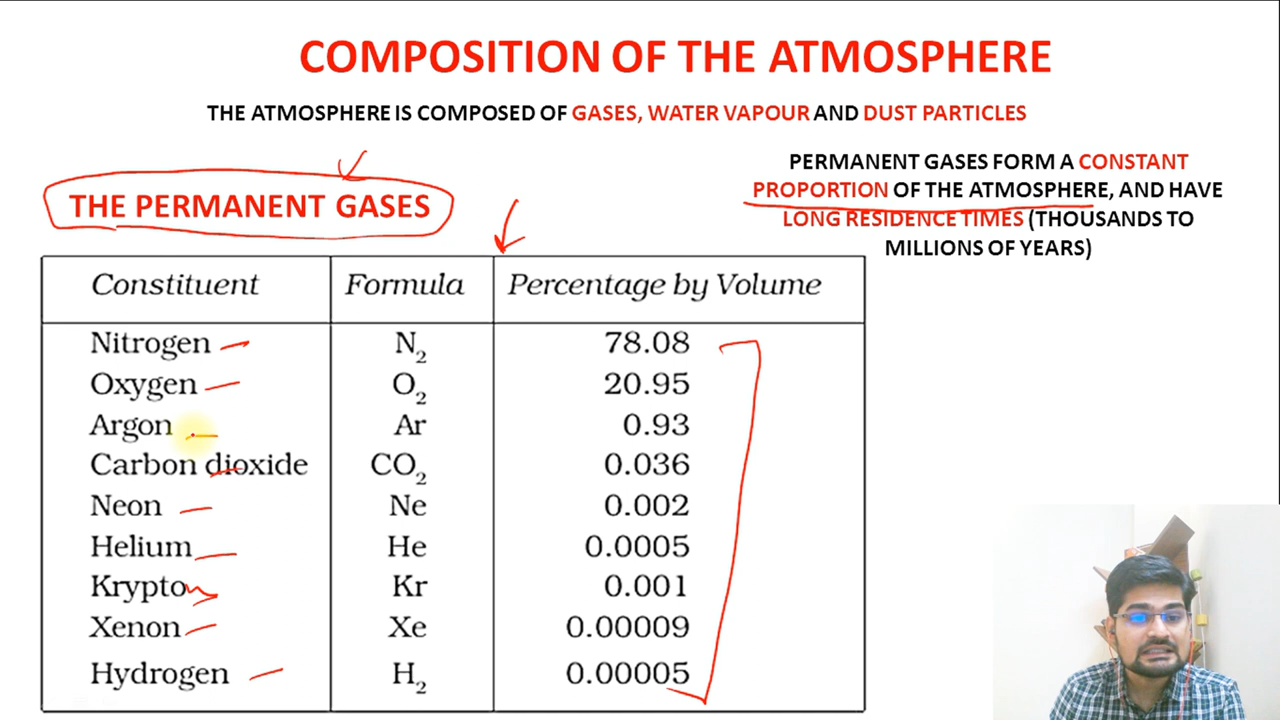 COMPOSITION OF THE ATMOSPHERE
THE ATMOSPHERE IS COMPOSED OF GASES, WATER VAPOUR AND DUST PARTICLES
PERMANENT GASES FORM A CONSTANT
PROPORTION OF THE ATMOSPHERE, AND HAVE
LONG RESIDENCE TIMES (THOUSANDS TO
MILLIONS OF YEARS)
THE PERMANENT GASES
Constituent Formula Percentage by Volume
Nitrogen N₂ 78.08
Oxygen O₂ 20.95
Argon Ar 0.93
Carbon dioxide CO₂ 0.036
Neon Ne 0.002
Helium He 0.0005
Krypto Kr 0.001
Xenon Xe 0.00009
Hydrogen H₂ 0.00005